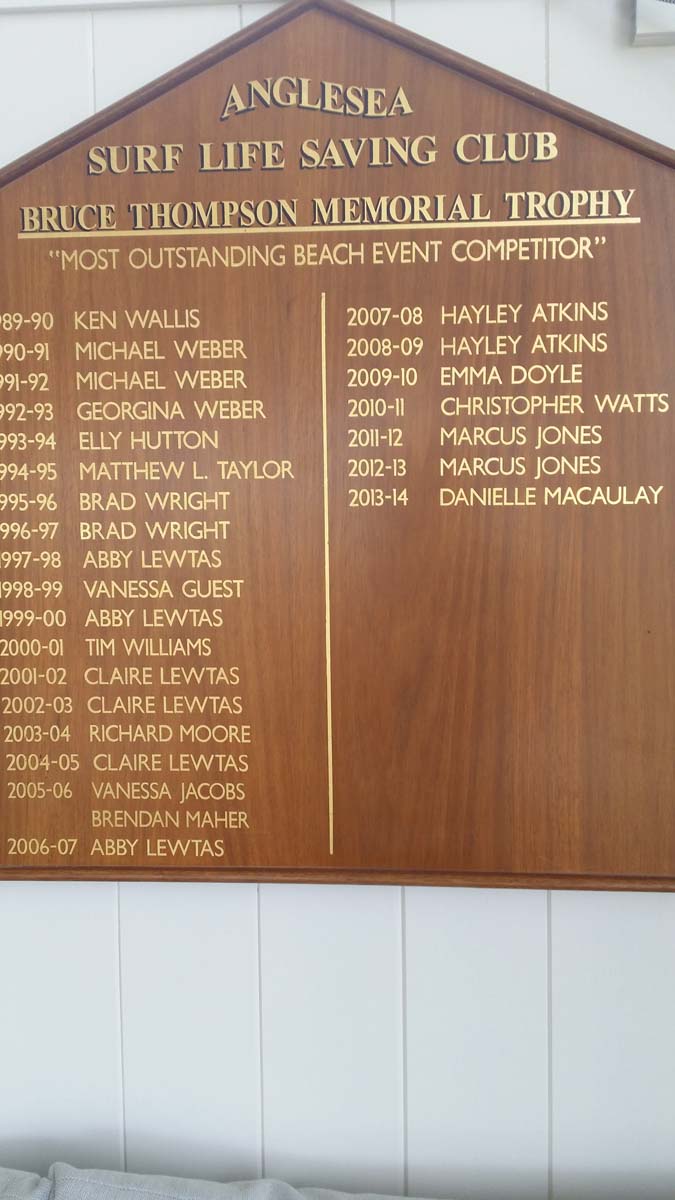 ANGLESEA
SURF LIFE SAVING CLUB
BRUCE THOMPSON MEMORIAL TROPHY
"MOST OUTSTANDING BEACH EVENT COMPETITOR"
989-90 KEN WALLIS
990-91 MICHAEL WEBER
991-92 MICHAEL WEBER
992-93 GEORGINA WEBER
993-94 ELLY HUTTON
994-95 MATTHEW L. TAYLOR
995-96 BRAD WRIGHT
1996-97 BRAD WRIGHT
1997-98 ABBY LEWTAS
1998-99 VANESSA GUEST
1999-00 ABBY LEWTAS
2000-01 TIM WILLIAMS
2001-02 CLAIRE LEWTAS
2002-03 CLAIRE LEWTAS
2003-04 RICHARD MOORE
2004-05 CLAIRE LEWTAS
2005-06 VANESSA JACOBS
BRENDAN MAHER
2006-07 ABBY LEWTAS
2007-08 HAYLEY ATKINS
2008-09 HAYLEY ATKINS
2009-10 EMMA DOYLE
2010-11 CHRISTOPHER WATTS
2011-12 MARCUS JONES
2012-13 MARCUS JONES
2013-14 DANIELLE MACAULAY